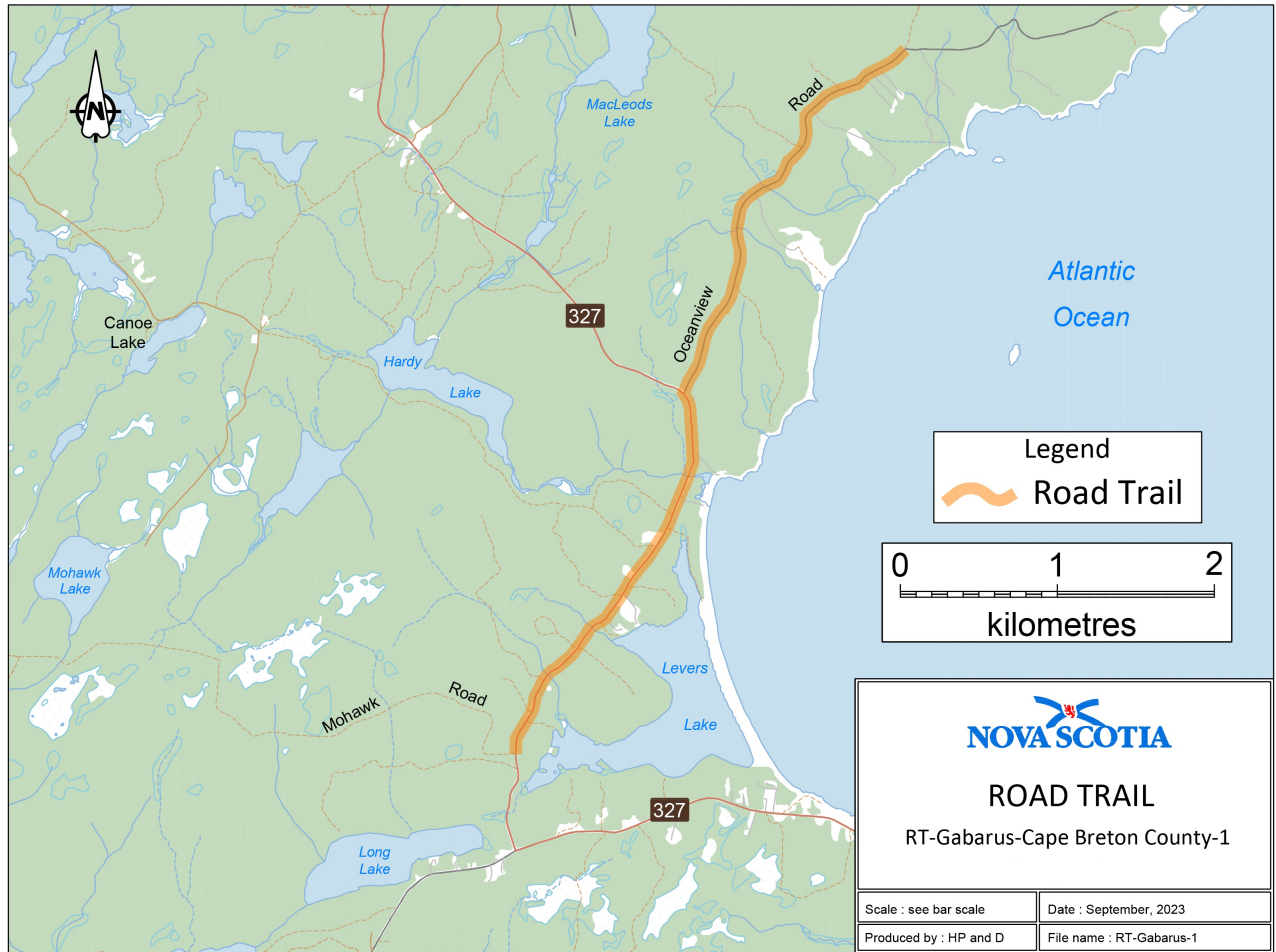 N
MacLeods
Lake
Road
Atlantic
Ocean
327
Oceanview
Canoe
Lake
Hardy
Lake
Legend
Road Trail
0 1 2
kilometres
Mohawk
Lake
Levers
Lake
Mohawk
Road
327
Long
Lake
NOVA SCOTIA
ROAD TRAIL
RT-Gabarus-Cape Breton County-1
Scale : see bar scale
Date : September, 2023
Produced by : HP and D
File name : RT-Gabarus-1